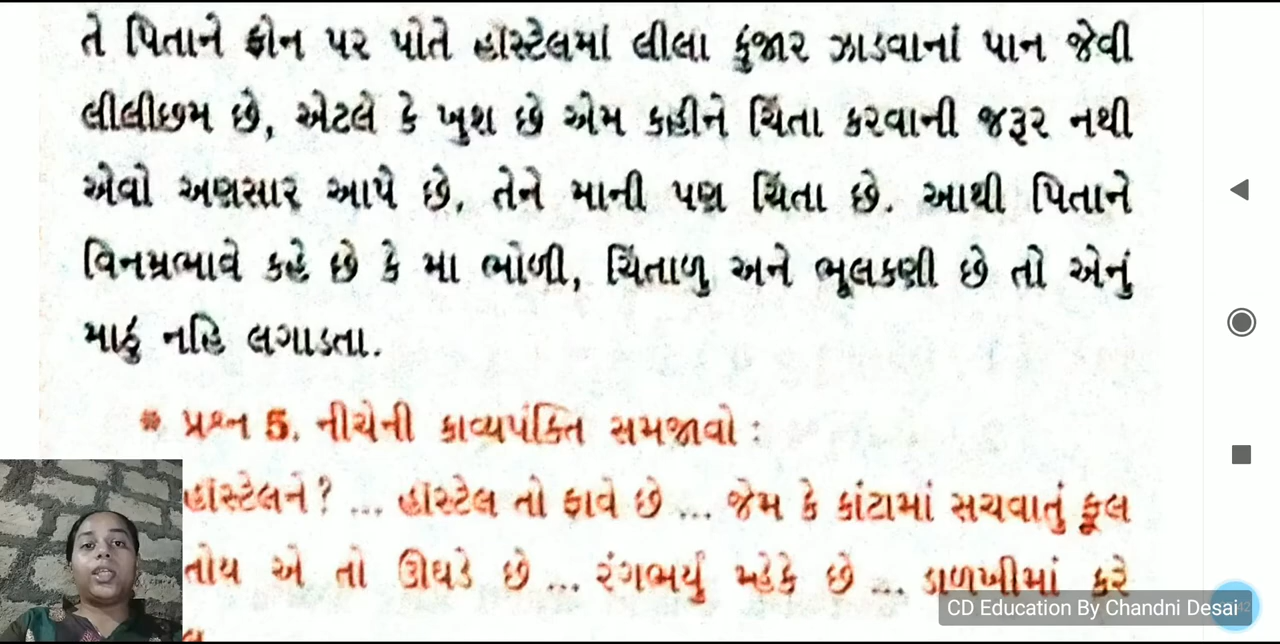 તે પિતાને ફોન પર પોતે હૉસ્ટેલમાં લીલા કુંજાર ઝાડવાનાં પાન જેવી
લીલીછમ છે, એટલે કે ખુશ છે એમ કહીને ચિંતા કરવાની જરૂર નથી
એવો અણસાર આપે છે, તેને માની પણ ચિંતા છે. આથી પિતાને
વિનમ્રભાવે કહે છે કે મા ભોળી, ચિંતાળુ અને ભૂલકણી છે તો એનું
માઠું નહિ લગાડતા.
* પ્રશ્ન 5. નીચેની કાવ્યપંક્તિ સમજાવો :
હૉસ્ટેલને? ... હૉસ્ટેલ તો ફાવે છે ... જેમ કે કાંટામાં સચવાતું ફૂલ
તોય એ તો ઊઘડે છે ... રંગભર્યું મ્હેકે છે ... ડાળખીમાં કરે
CD Education By Chandni Desai